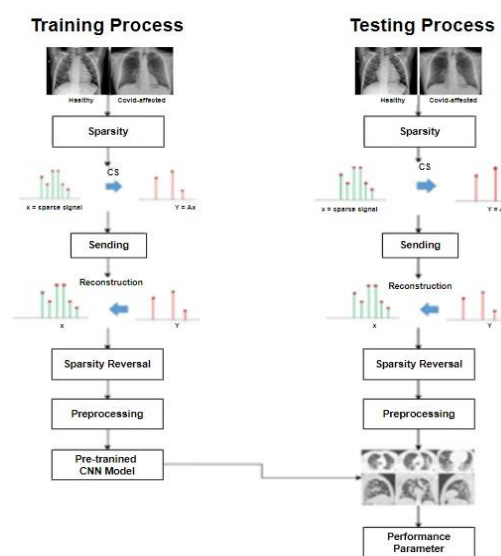 Training Process
Healthy
Covid-affected
Sparsity
CS
x = sparse signal
Y = Ax
Sending
Reconstruction
x
Y
Sparsity Reversal
Preprocessing
Pre-tranined
CNN Model
Testing Process
Healthy
Covid-affected
Sparsity
CS
x = sparse signal
Y = A
Sending
Reconstruction
x
Y
Sparsity Reversal
Preprocessing
Performance
Parameter